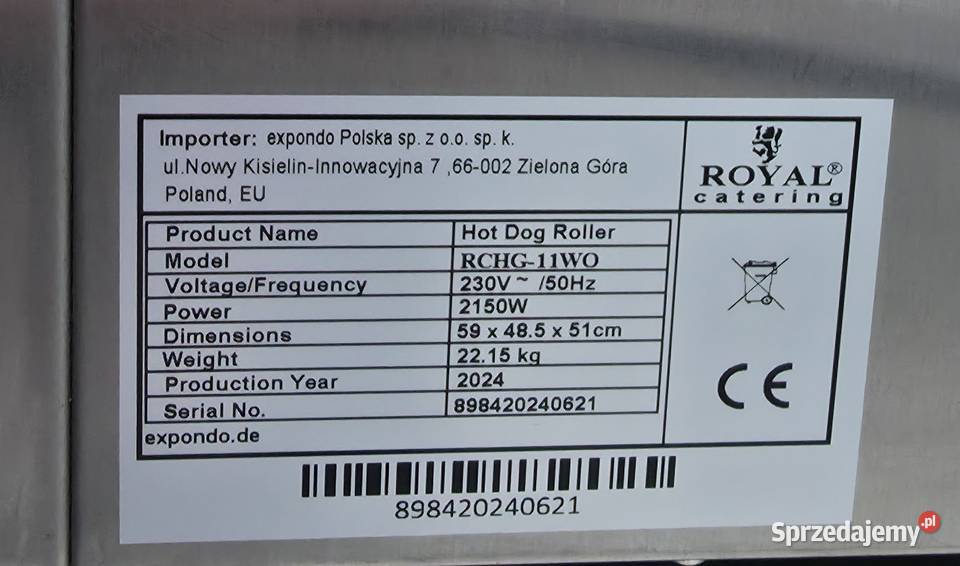 Importer: expondo Polska sp. z o.o. sp. k.
ul.Nowy Kisielin-Innowacyjna 7 ,66-002 Zielona Góra
Poland, EU
ROYAL®
catering
Product Name Hot Dog Roller
Model RCHG-11WO
Voltage/Frequency 230V ~ /50Hz
Power 2150W
Dimensions 59 x 48.5 x 51cm
Weight 22.15 kg
Production Year 2024
Serial No. 898420240621
CE
expondo.de
898420240621
Sprzedajemy.pl